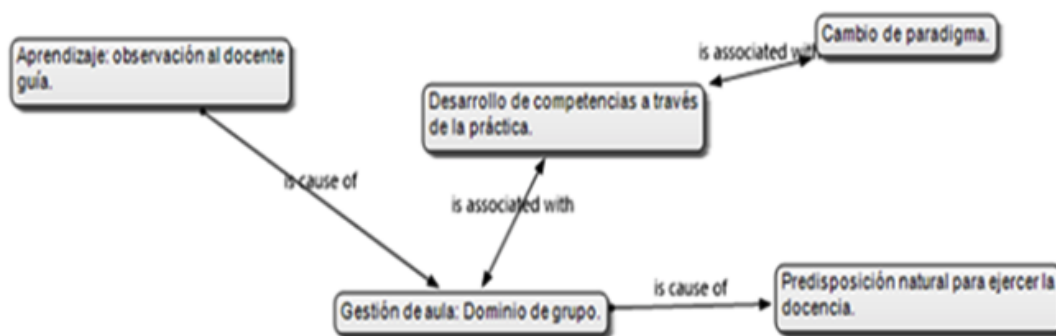 Cambio de paradigma.
is associated with
Aprendizaje: observación al docente
guía.
Desarrollo de competencias a través
de la práctica.
is cause of
is associated with
Predisposición natural para ejercer la
docencia.
is cause of
Gestión de aula: Dominio de grupo.